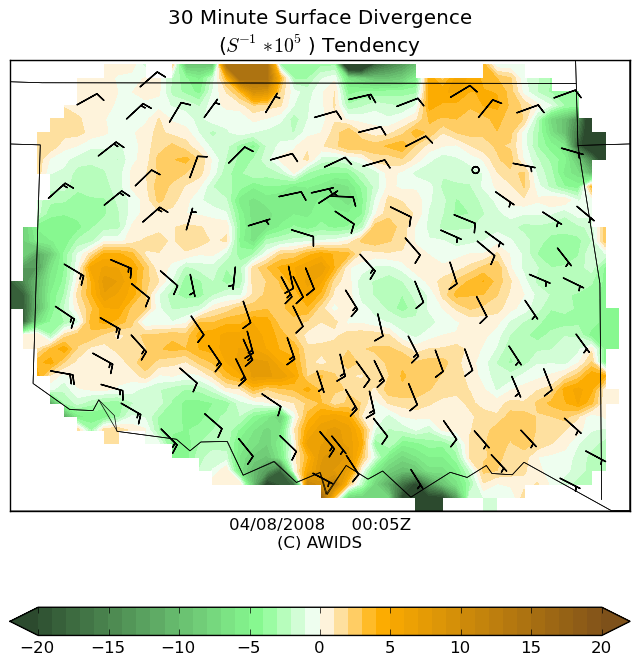 30 Minute Surface Divergence
(S⁻¹ *10⁵ ) Tendency
04/08/2008 00:05Z
(C) AWIDS
−20 −15 −10 −5 0 5 10 15 20